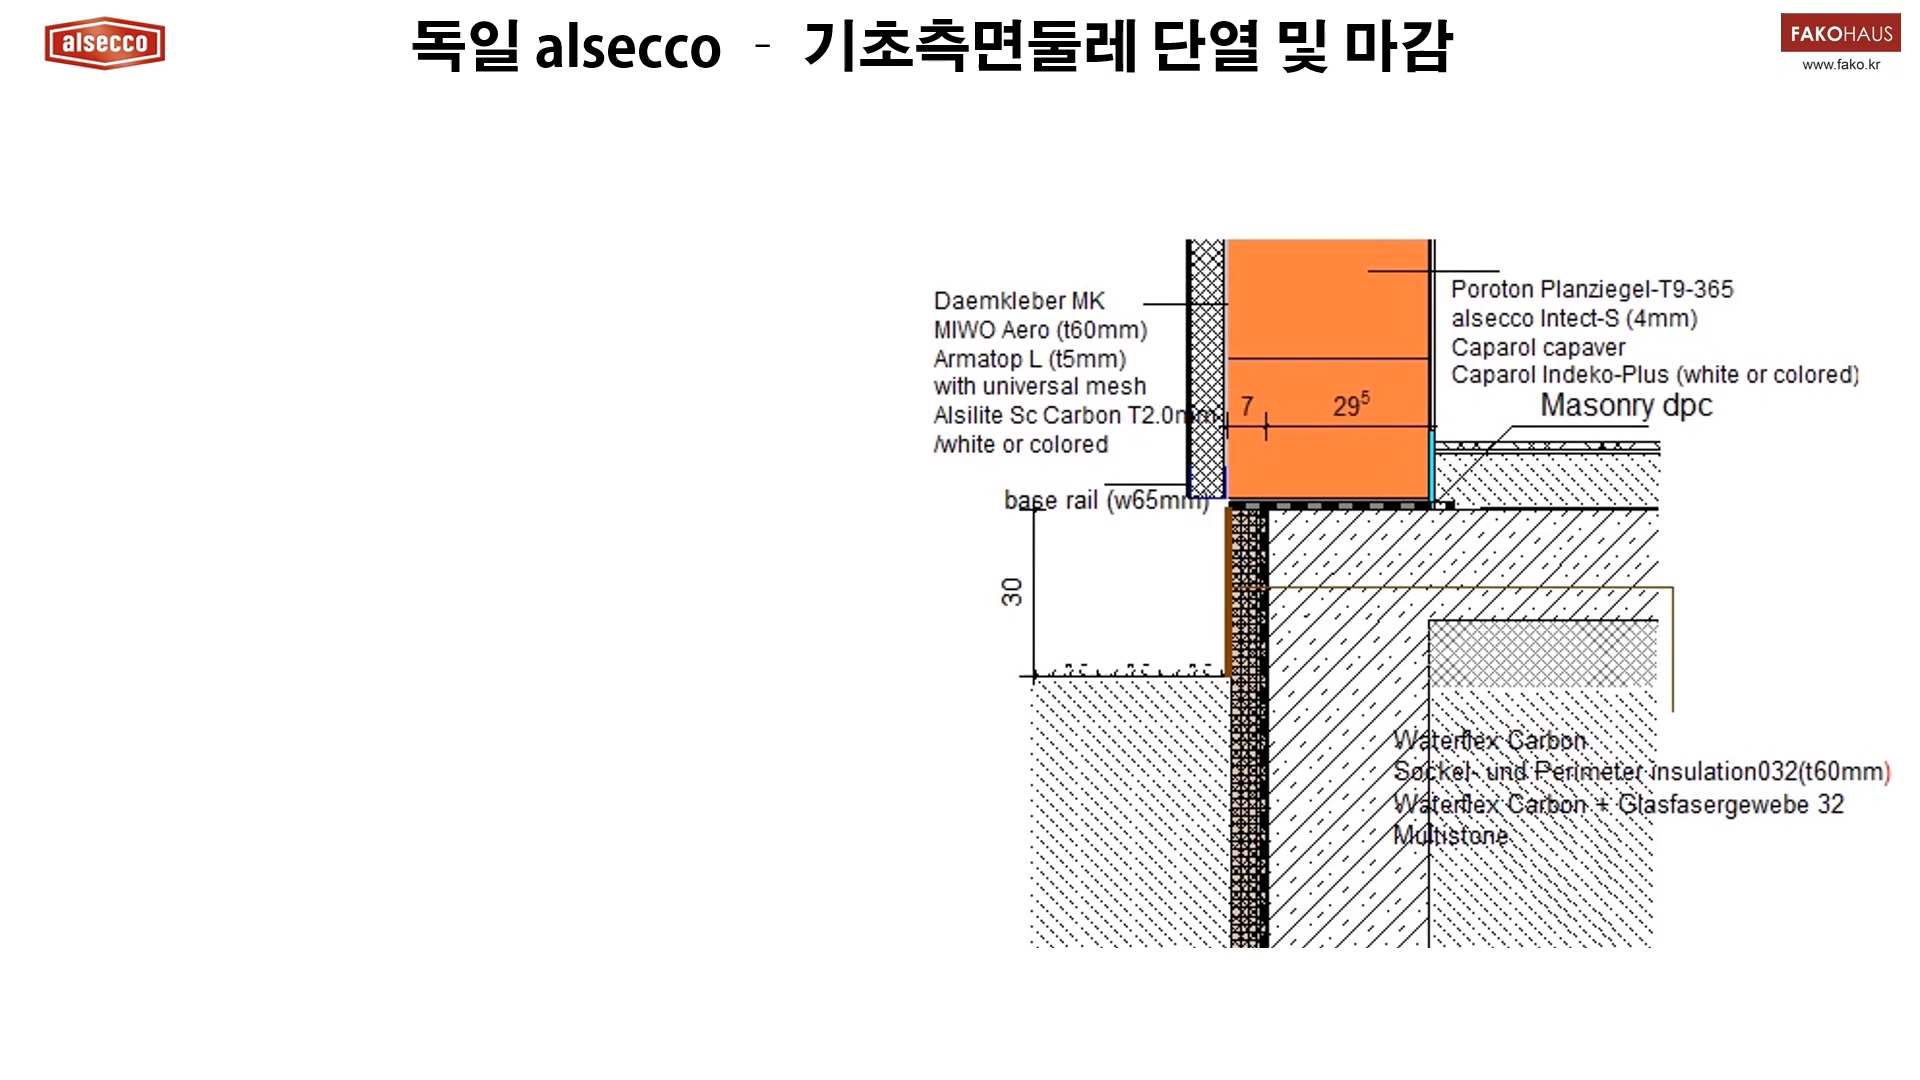 alsecco
독일 alsecco - 기초측면둘레 단열 및 마감
FAKOHAUS
www.fako.kr
Daemkleber MK
MIWO Aero (t60mm)
Armatop L (t5mm)
with universal mesh
Alsilite Sc Carbon T2.0mm
/white or colored
base rail (w65mm)
Poroton Planziegel-T9-365
alsecco Intect-S (4mm)
Caparol capaver
Caparol Indeko-Plus (white or colored)
Masonry dpc
7
29⁵
30
Waterflex Carbon
Sockel- und Perimeter insulation032(t60mm)
Waterflex Carbon + Glasfasergewebe 32
Multistone